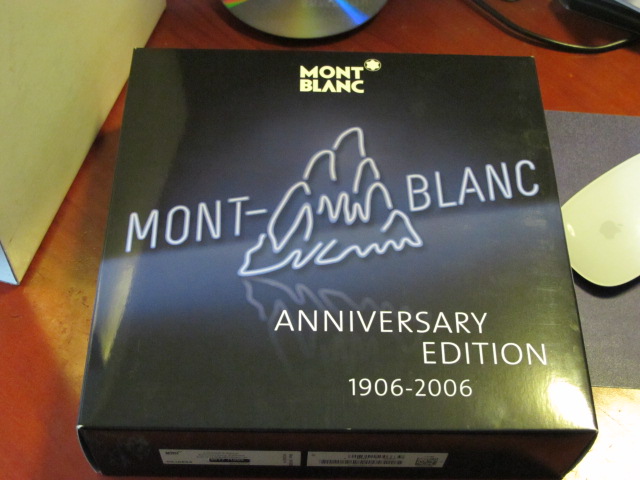 MONT
BLANC
MONT-BLANC
ANNIVERSARY
EDITION
1906-2006